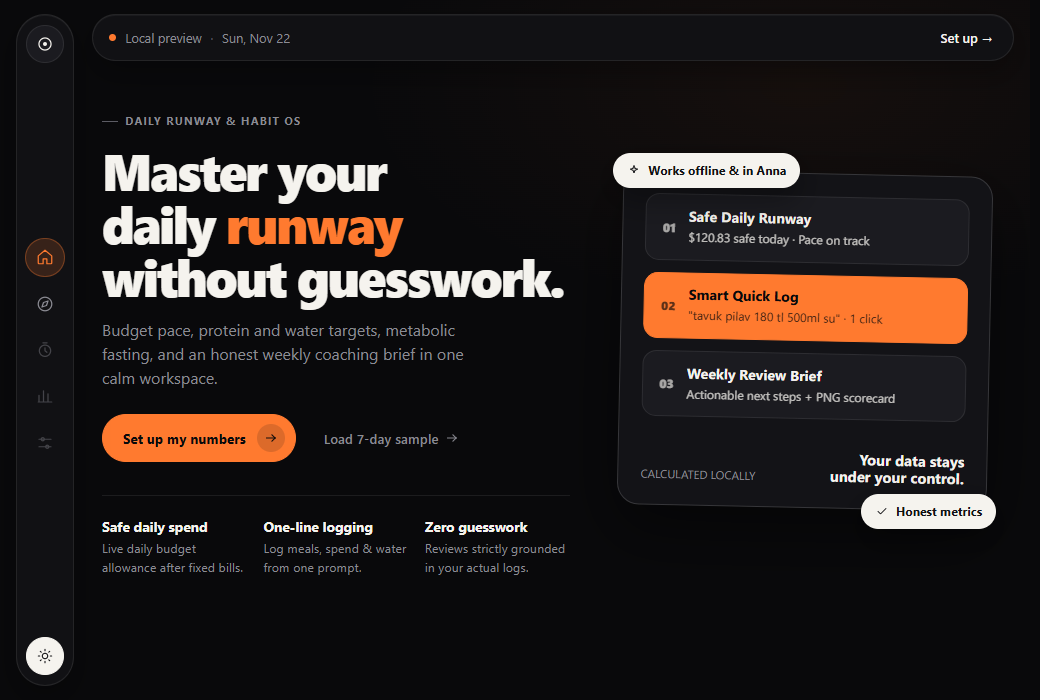 Local preview · Sun, Nov 22
Set up →
DAILY RUNWAY & HABIT OS
Master your
daily runway
without guesswork.
Budget pace, protein and water targets, metabolic
fasting, and an honest weekly coaching brief in one
calm workspace.
Set up my numbers →
Load 7-day sample →
Safe daily spend
Live daily budget
allowance after fixed bills.
One-line logging
Log meals, spend & water
from one prompt.
Zero guesswork
Reviews strictly grounded
in your actual logs.
Works offline & in Anna
01
Safe Daily Runway
$120.83 safe today · Pace on track
02
Smart Quick Log
"tavuk pilav 180 tl 500ml su" · 1 click
03
Weekly Review Brief
Actionable next steps + PNG scorecard
CALCULATED LOCALLY
Your data stays
under your control.
Honest metrics